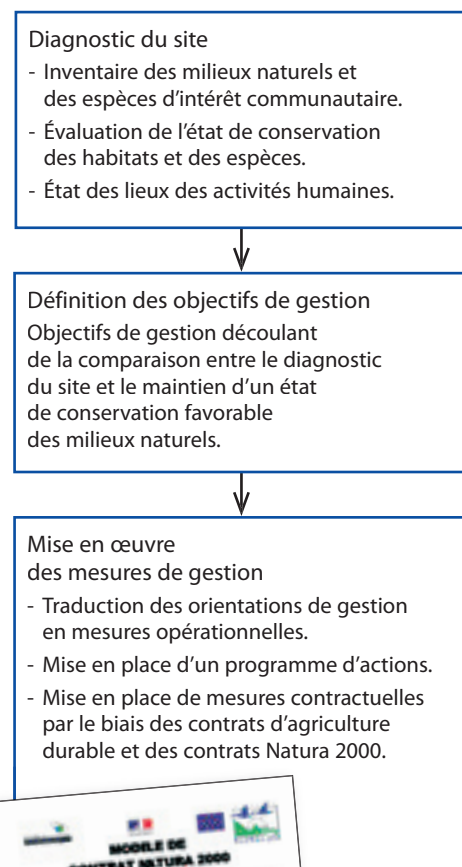 Diagnostic du site
- Inventaire des milieux naturels et
des espèces d’intérêt communautaire.
- Évaluation de l’état de conservation
des habitats et des espèces.
- État des lieux des activités humaines.
Définition des objectifs de gestion
Objectifs de gestion découlant
de la comparaison entre le diagnostic
du site et le maintien d’un état
de conservation favorable
des milieux naturels.
Mise en œuvre
des mesures de gestion
- Traduction des orientations de gestion
en mesures opérationnelles.
- Mise en place d’un programme d’actions.
- Mise en place de mesures contractuelles
par le biais des contrats d’agriculture
durable et des contrats Natura 2000.
MODELE DE
CONTRAT NATURA 2000